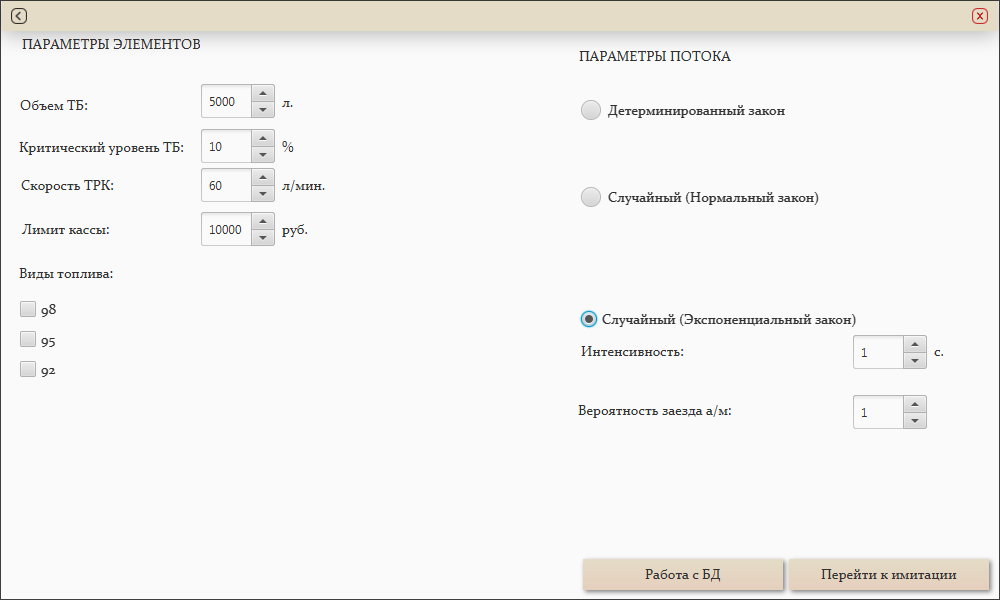 ПАРАМЕТРЫ ЭЛЕМЕНТОВ
Объем ТБ: 5000 л.
Критический уровень ТБ: 10 %
Скорость ТРК: 60 л/мин.
Лимит кассы: 10000 руб.
Виды топлива:
98
95
92
ПАРАМЕТРЫ ПОТОКА
Детерминированный закон
Случайный (Нормальный закон)
Случайный (Экспоненциальный закон)
Интенсивность: 1 с.
Вероятность заезда а/м: 1
Работа с БД
Перейти к имитации